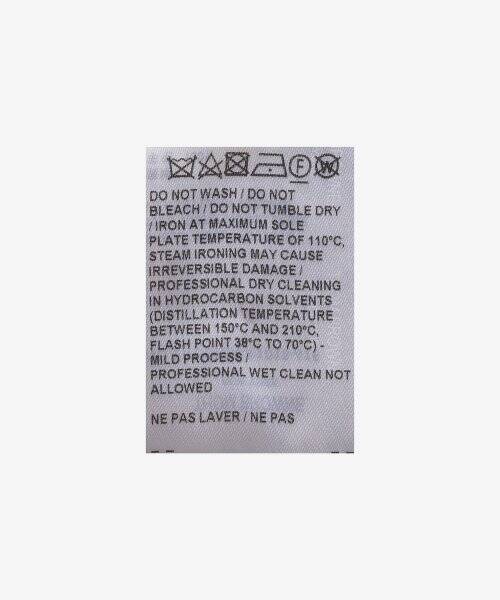 DO NOT WASH / DO NOT
BLEACH / DO NOT TUMBLE DRY
/ IRON AT MAXIMUM SOLE
PLATE TEMPERATURE OF 110°C,
STEAM IRONING MAY CAUSE
IRREVERSIBLE DAMAGE /
PROFESSIONAL DRY CLEANING
IN HYDROCARBON SOLVENTS
(DISTILLATION TEMPERATURE
BETWEEN 150°C AND 210°C,
FLASH POINT 38°C TO 70°C) -
MILD PROCESS /
PROFESSIONAL WET CLEAN NOT
ALLOWED
NE PAS LAVER / NE PAS